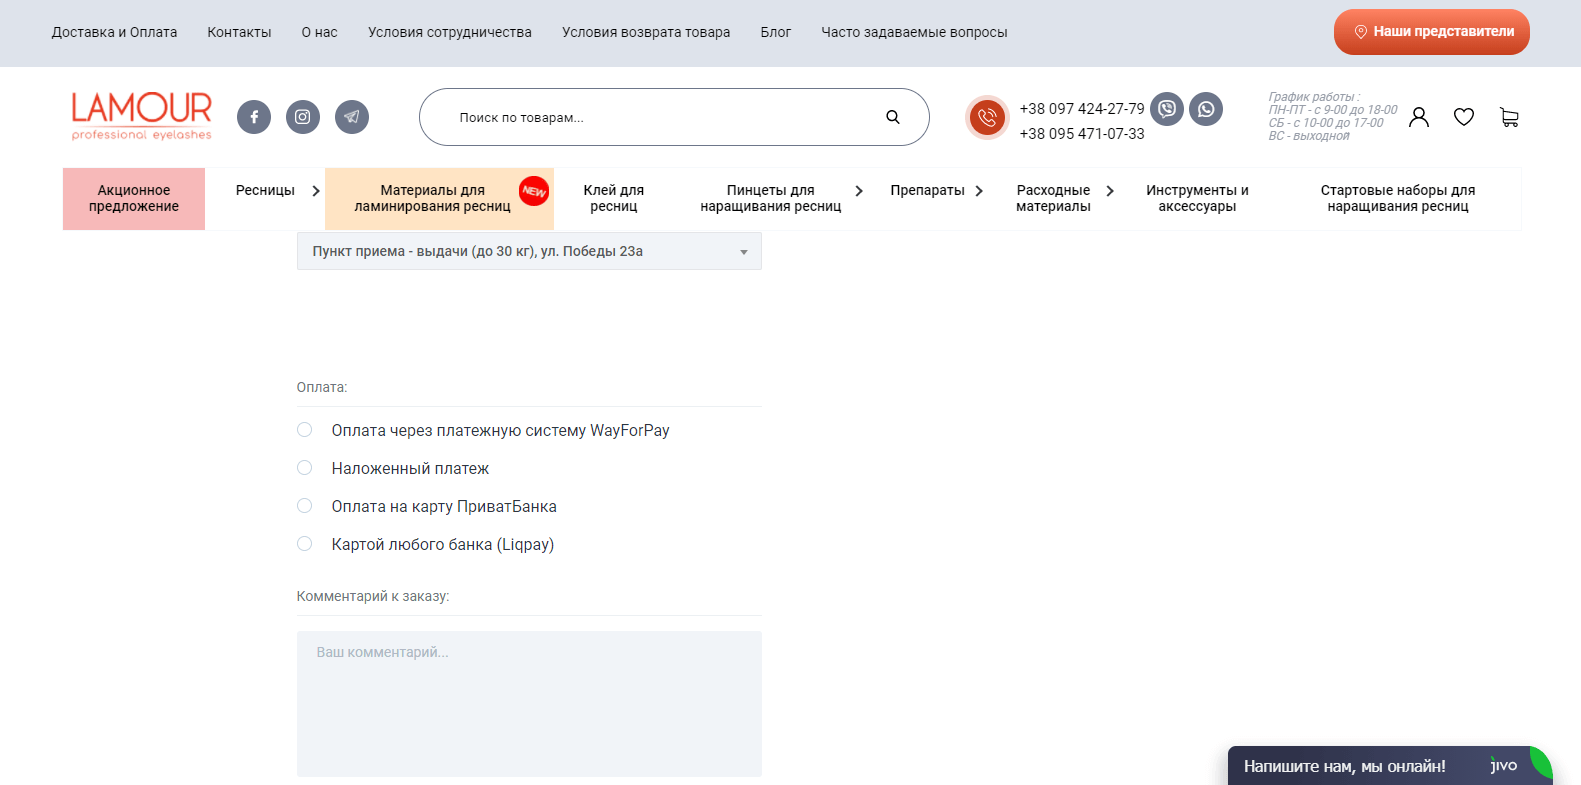 Доставка и Оплата
Контакты
О нас
Условия сотрудничества
Условия возврата товара
Блог
Часто задаваемые вопросы
Наши представители
LAMOUR
professional eyelashes
Поиск по товарам...
+38 097 424-27-79
+38 095 471-07-33
График работы :
ПН-ПТ - с 9-00 до 18-00
СБ - с 10-00 до 17-00
ВС - выходной
Акционное
предложение
Ресницы
Материалы для
ламинирования ресниц
NEW
Клей для
ресниц
Пинцеты для
наращивания ресниц
Препараты
Расходные
материалы
Инструменты и
аксессуары
Стартовые наборы для
наращивания ресниц
Пункт приема - выдачи (до 30 кг), ул. Победы 23а
Оплата:
Оплата через платежную систему WayForPay
Наложенный платеж
Оплата на карту ПриватБанка
Картой любого банка (Liqpay)
Комментарий к заказу:
Ваш комментарий...
Напишите нам, мы онлайн!
jivo